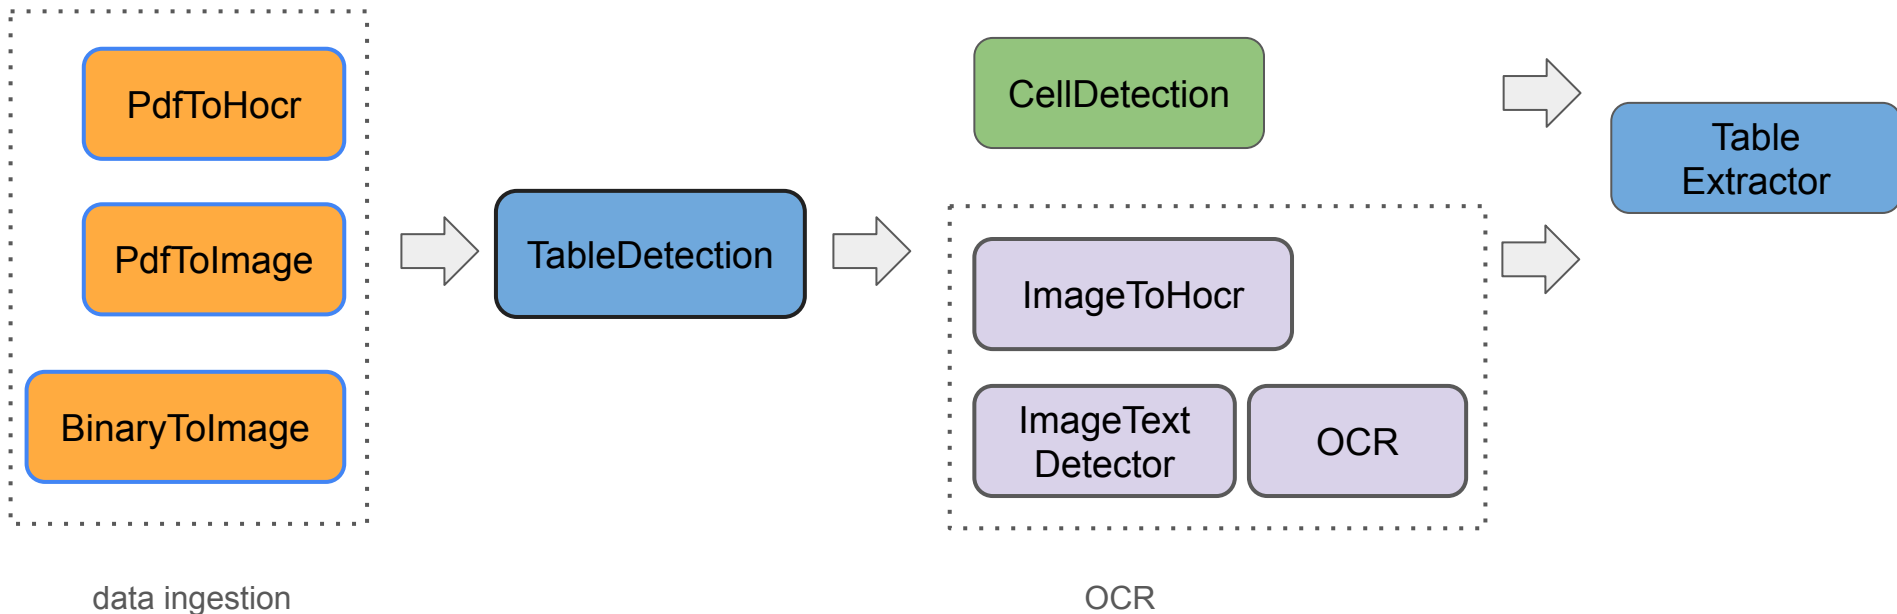 PdfToHocr
PdfToImage
BinaryToImage
data ingestion
TableDetection
CellDetection
ImageToHocr
ImageText
Detector
OCR
OCR
Table
Extractor